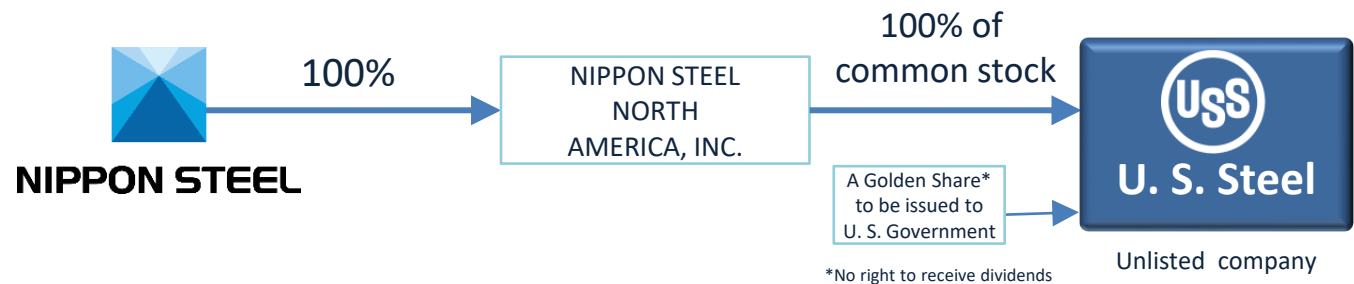 NIPPON STEEL
100%
NIPPON STEEL
NORTH
AMERICA, INC.
100% of
common stock
A Golden Share*
to be issued to
U. S. Government
*No right to receive dividends
USS
U. S. Steel
Unlisted company